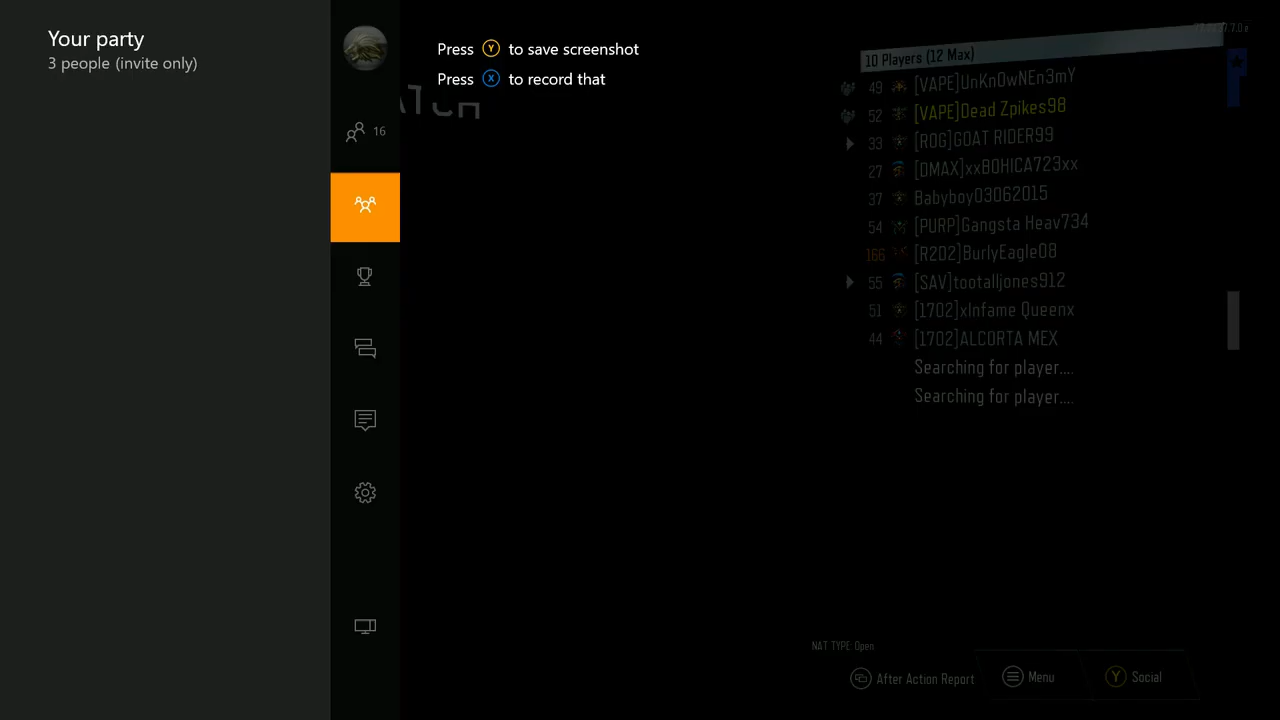 Your party
3 people (invite only)
16
Press Y to save screenshot
Press X to record that
10 Players (12 Max)
49 [VAPE]UnKn0wNEn3mY
52 [VAPE]Dead Zpikes98
33 [ROG]GOAT RIDER99
27 [DMAX]xxBOHICA723xx
37 Babyboy03062015
54 [PURP]Gangsta Heav734
166 [R2D2]BurlyEagle08
55 [SAV]tootalljones912
51 [1702]xInfame Queenx
44 [1702]ALCORTA MEX
Searching for player....
Searching for player....
NAT TYPE: Open
After Action Report
Menu
Y Social